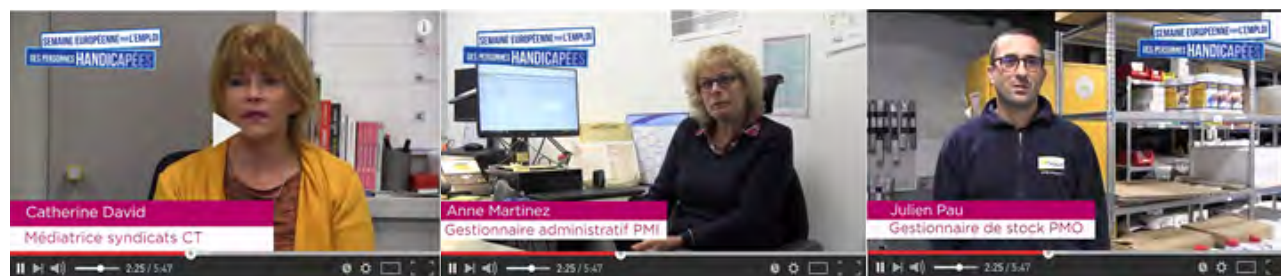 SEMAINE EUROPÉENNE POUR L'EMPLOI
DES PERSONNES HANDICAPÉES
Catherine David
Médiatrice syndicats CT
2:25 / 5:47
SEMAINE EUROPÉENNE POUR L'EMPLOI
DES PERSONNES HANDICAPÉES
Anne Martinez
Gestionnaire administratif PMI
2:25 / 5:47
SEMAINE EUROPÉENNE POUR L'EMPLOI
DES PERSONNES HANDICAPÉES
Julien Pau
Gestionnaire de stock PMO
2:25 / 5:47